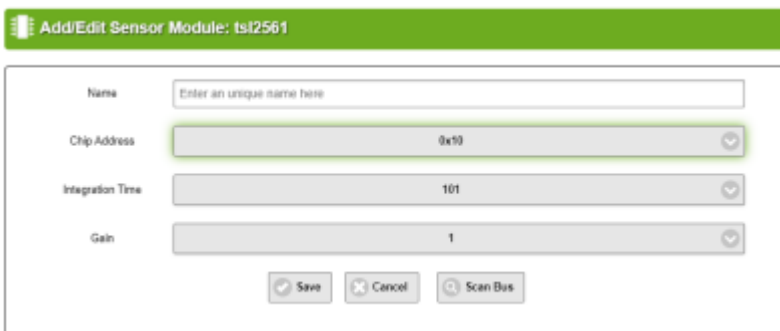 Add/Edit Sensor Module: tsl2561
Name
Enter an unique name here
Chip Address
0x10
Integration Time
101
Gain
1
Save Cancel Scan Bus